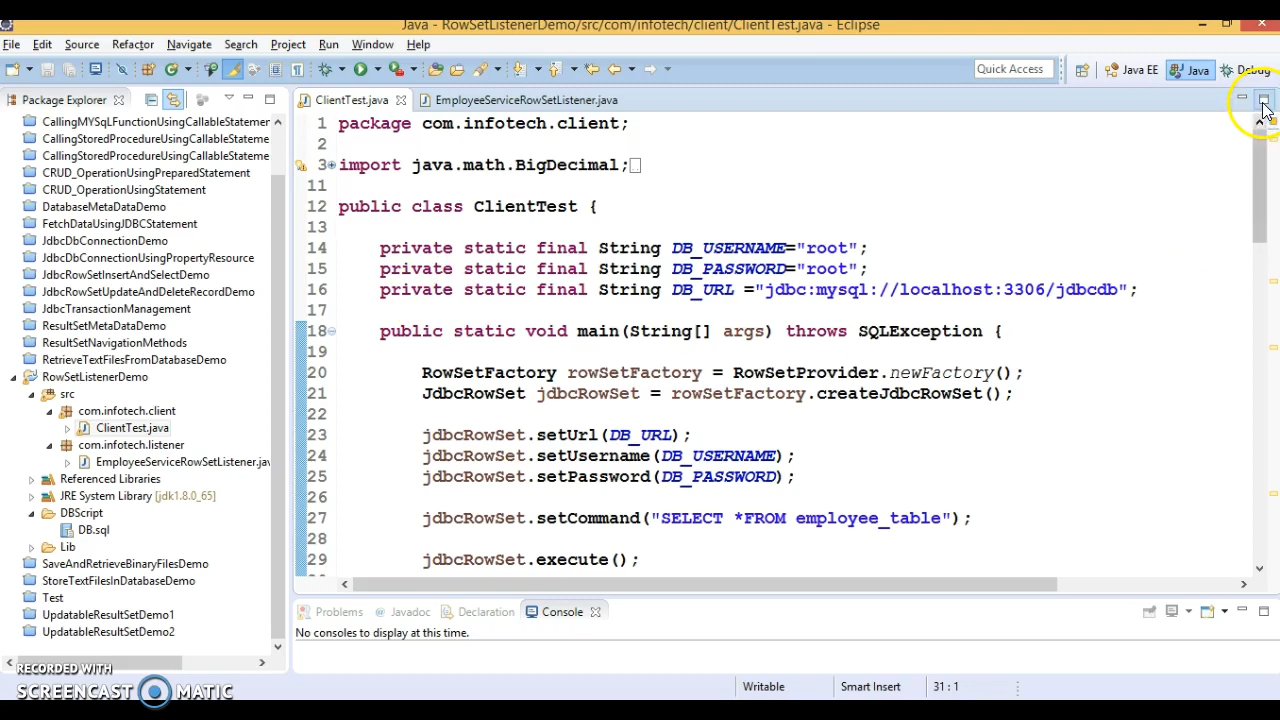 Java - RowSetListenerDemo/src/com/infotech/client/ClientTest.java - Eclipse
File Edit Source Refactor Navigate Search Project Run Window Help
Quick Access Java EE Java Debug
Package Explorer
CallingMYSqlFunctionUsingCallableStateme
CallingStoredProcedureUsingCallableStateme
CallingStoredProcedureUsingCallableStateme
CRUD_OperationUsingPreparedStatement
CRUD_OperationUsingStatement
DatabaseMetaDataDemo
FetchDataUsingJDBCStatement
JdbcDbConnectionDemo
JdbcDbConnectionUsingPropertyResource
JdbcRowSetInsertAndSelectDemo
JdbcRowSetUpdateAndDeleteRecordDemo
JdbcTransactionManagement
ResultSetMetaDataDemo
ResultSetNavigationMethods
RetrieveTextFilesFromDatabaseDemo
RowSetListenerDemo
src
com.infotech.client
ClientTest.java
com.infotech.listener
EmployeeServiceRowSetListener.jav
Referenced Libraries
JRE System Library [jdk1.8.0_65]
DBScript
DB.sql
Lib
SaveAndRetrieveBinaryFilesDemo
StoreTextFilesInDatabaseDemo
Test
UpdatableResultSetDemo1
UpdatableResultSetDemo2
ClientTest.java EmployeeServiceRowSetListener.java
1 package com.infotech.client;
2
3 import java.math.BigDecimal;
11
12 public class ClientTest {
13
14 private static final String DB_USERNAME="root";
15 private static final String DB_PASSWORD="root";
16 private static final String DB_URL ="jdbc:mysql://localhost:3306/jdbcdb";
17
18 public static void main(String[] args) throws SQLException {
19
20 RowSetFactory rowSetFactory = RowSetProvider.newFactory();
21 JdbcRowSet jdbcRowSet = rowSetFactory.createJdbcRowSet();
22
23 jdbcRowSet.setUrl(DB_URL);
24 jdbcRowSet.setUsername(DB_USERNAME);
25 jdbcRowSet.setPassword(DB_PASSWORD);
26
27 jdbcRowSet.setCommand("SELECT *FROM employee_table");
28
29 jdbcRowSet.execute();
Problems @ Javadoc Declaration Console
No consoles to display at this time.
Writable Smart Insert 31 : 1
RECORDED WITH
SCREENCAST MATIC